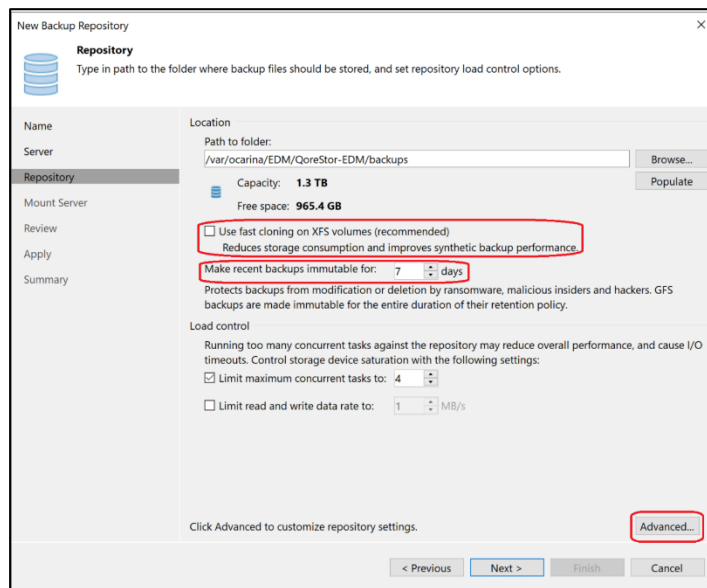 New Backup Repository
Repository
Type in path to the folder where backup files should be stored, and set repository load control options.
Name
Server
Repository
Mount Server
Review
Apply
Summary
Location
Path to folder:
/var/ocarina/EDM/QoreStor-EDM/backups
Browse...
Capacity: 1.3 TB
Populate
Free space: 965.4 GB
Use fast cloning on XFS volumes (recommended)
Reduces storage consumption and improves synthetic backup performance.
Make recent backups immutable for: 7 days
Protects backups from modification or deletion by ransomware, malicious insiders and hackers. GFS
backups are made immutable for the entire duration of their retention policy.
Load control
Running too many concurrent tasks against the repository may reduce overall performance, and cause I/O
timeouts. Control storage device saturation with the following settings:
Limit maximum concurrent tasks to: 4
Limit read and write data rate to: 1 MB/s
Click Advanced to customize repository settings.
Advanced...
< Previous
Next >
Finish
Cancel